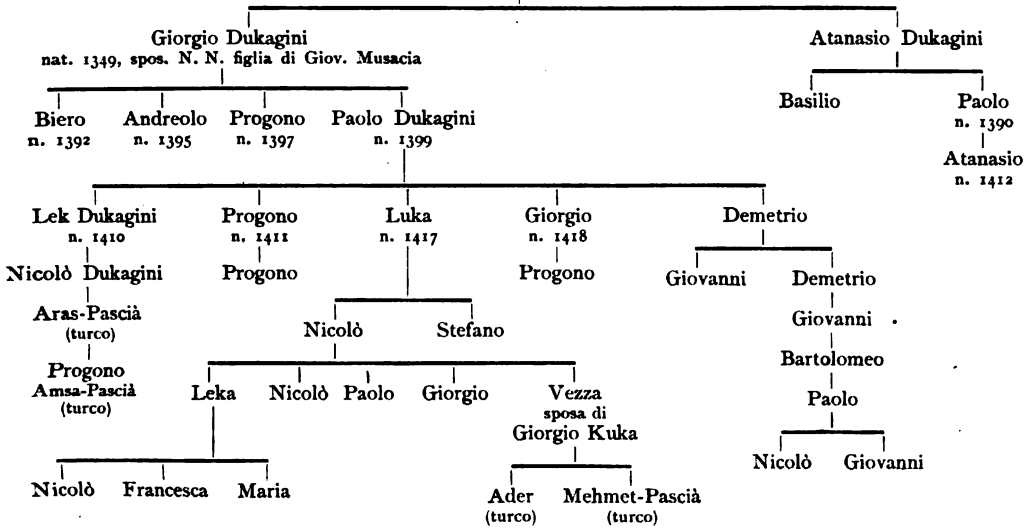 Giorgio Dukagini
nat. 1349, spos. N. N. figlia di Giov. Musacia
Atanasio Dukagini
Biero
n. 1392
Andreolo
n. 1395
Progono
n. 1397
Paolo Dukagini
n. 1399
Basilio
Paolo
n. 1390
Atanasio
n. 1412
Lek Dukagini
n. 1410
Progono
n. 1411
Luka
n. 1417
Giorgio
n. 1418
Demetrio
Nicolò Dukagini
Progono
Progono
Giovanni
Demetrio
Aras-Pascià
(turco)
Nicolò
Stefano
Giovanni
Progono
Amsa-Pascià
(turco)
Leka
Nicolò
Paolo
Giorgio
Vezza
sposa di
Giorgio Kuka
Bartolomeo
Paolo
Nicolò
Giovanni
Nicolò
Francesca
Maria
Ader
(turco)
Mehmet-Pascià
(turco)